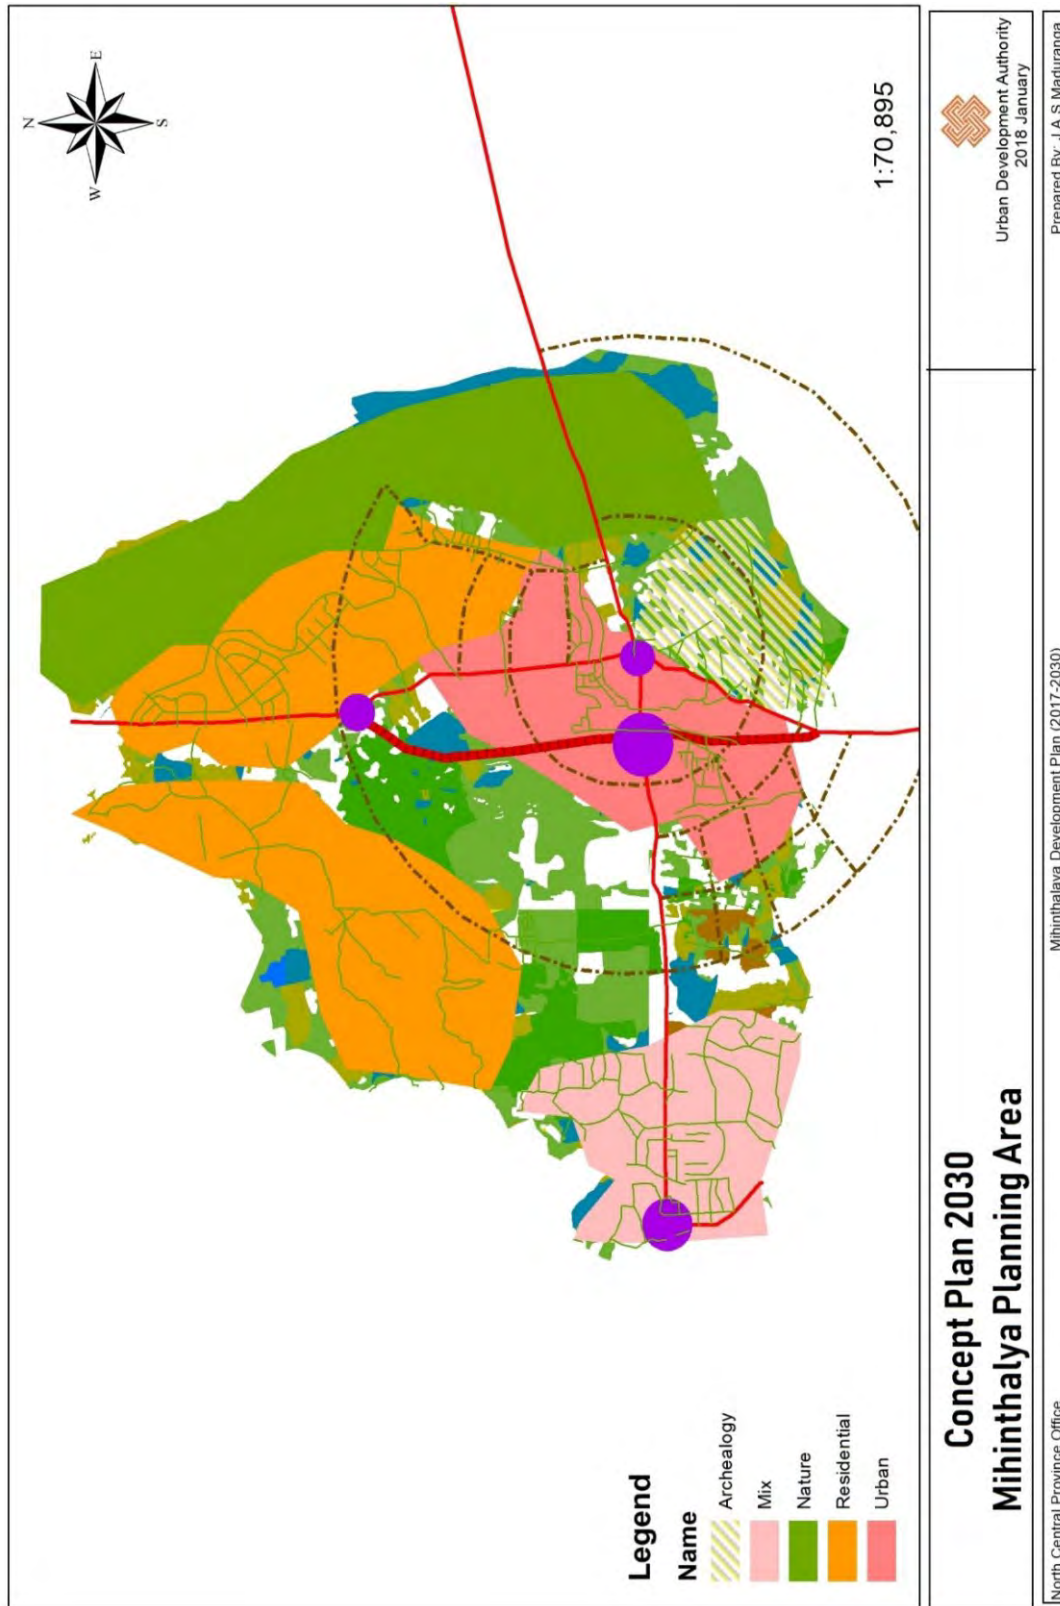 N
W
E
S
1:70,895
Legend
Name
Archealogy
Mix
Nature
Residential
Urban
Concept Plan 2030
Mihinthalya Planning Area
Urban Development Authority
2018 January
North Central Province Office
Mihinthalaya Development Plan (2017-2030)
Prepared By: J.A.S.Maduranga